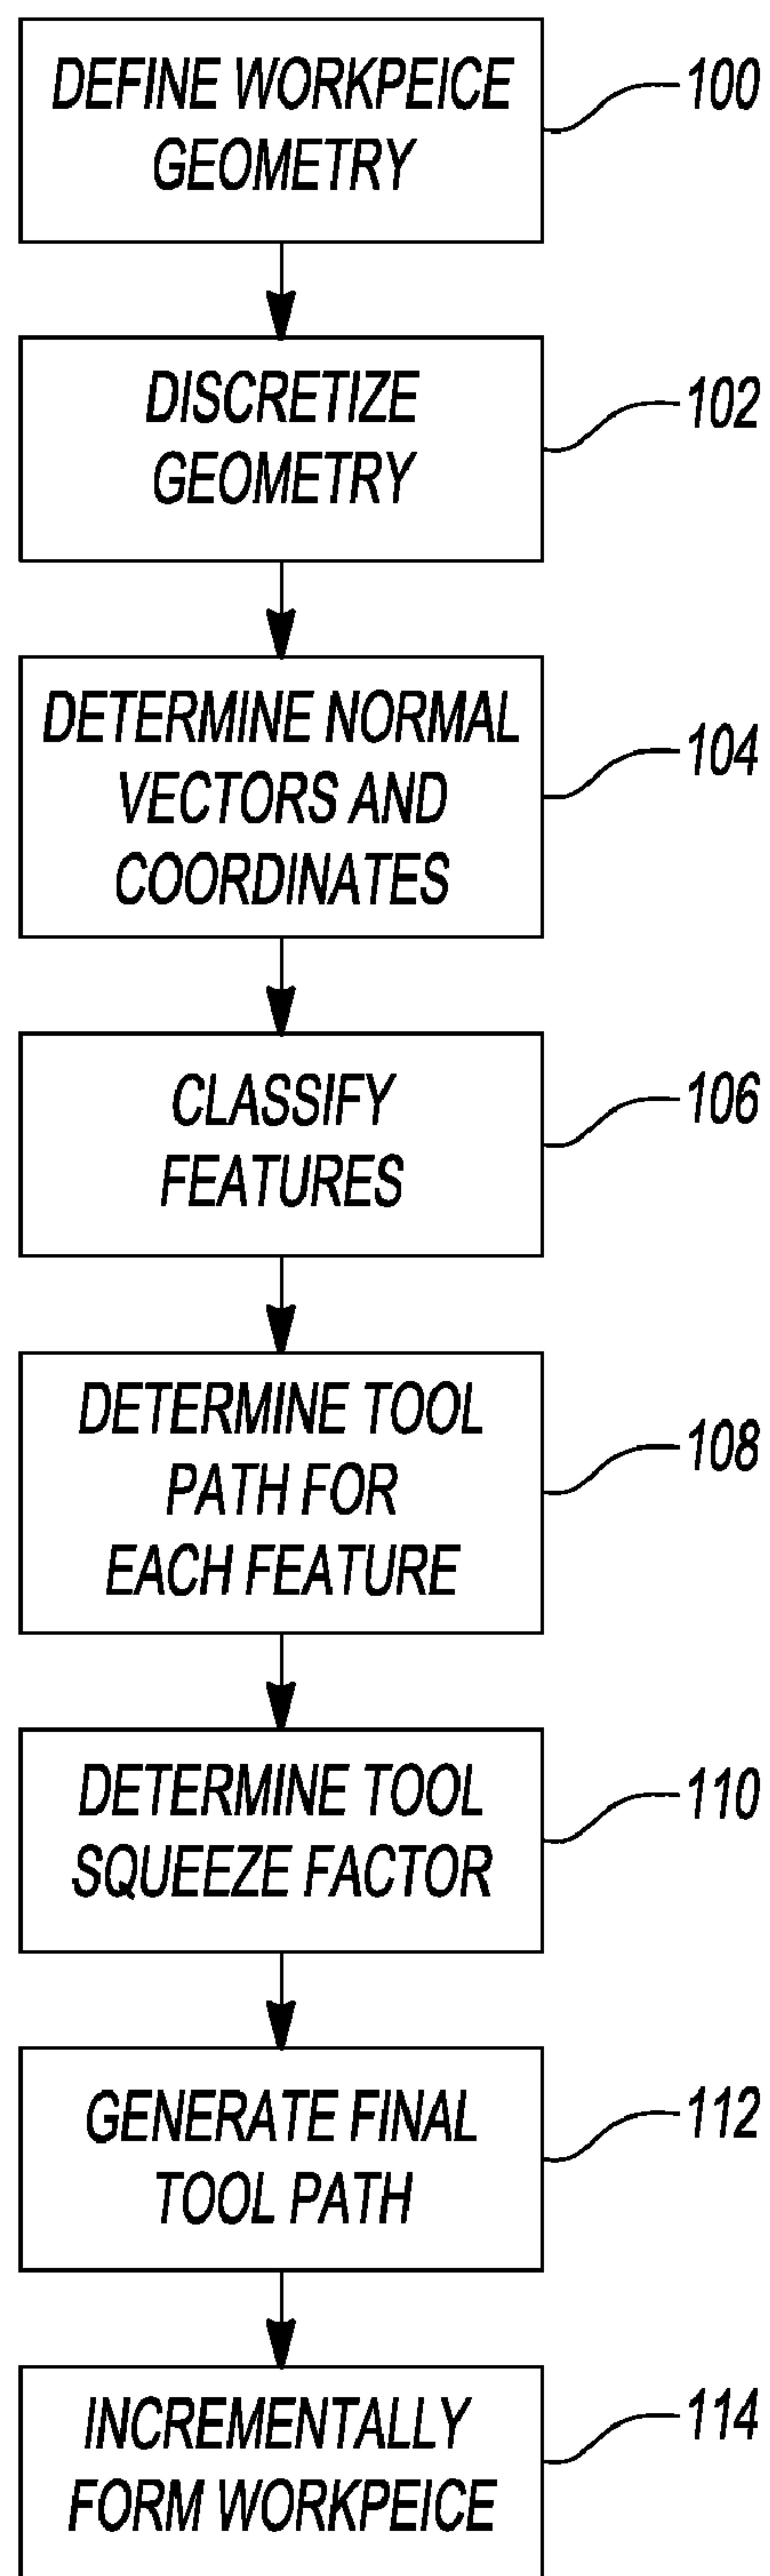 DEFINE WORKPEICE
GEOMETRY
100
DISCRETIZE
GEOMETRY
102
DETERMINE NORMAL
VECTORS AND
COORDINATES
104
CLASSIFY
FEATURES
106
DETERMINE TOOL
PATH FOR
EACH FEATURE
108
DETERMINE TOOL
SQUEEZE FACTOR
110
GENERATE FINAL
TOOL PATH
112
INCREMENTALLY
FORM WORKPEICE
114